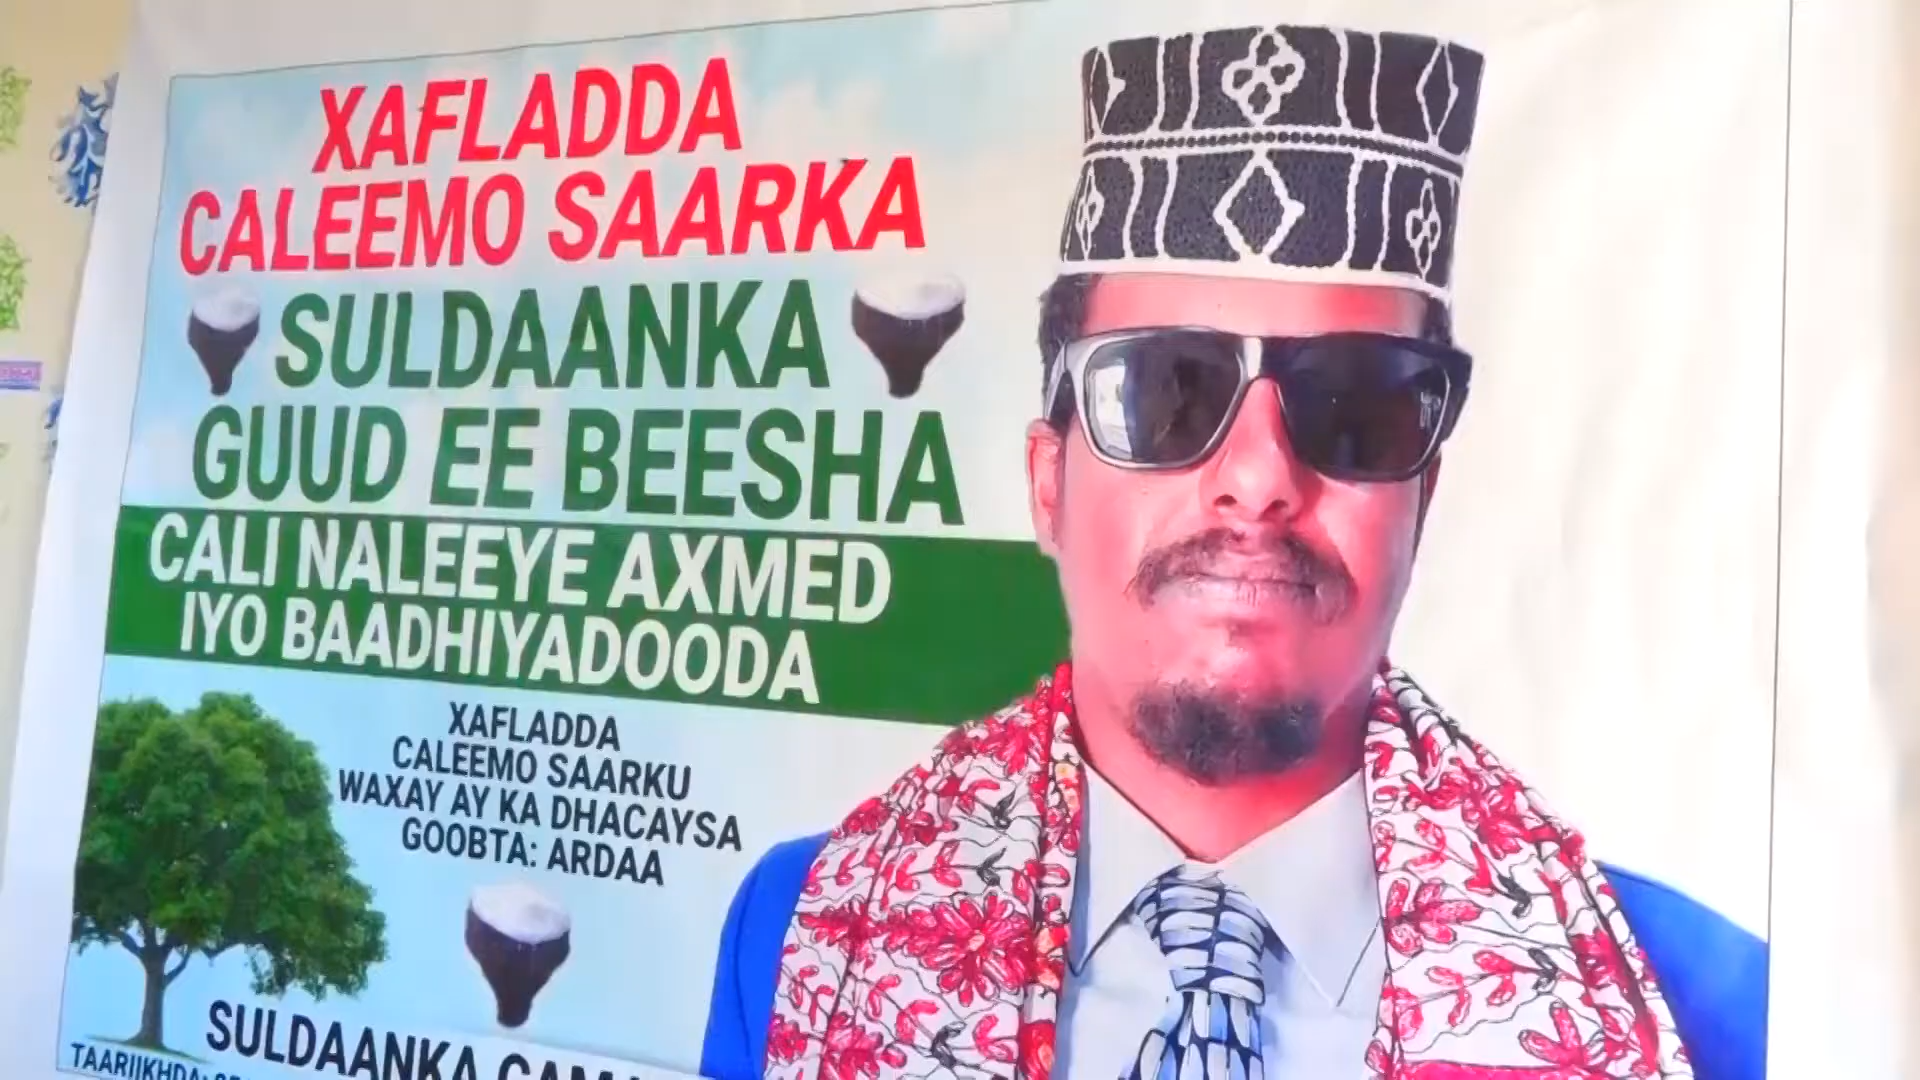 XAFLADDA
CALEEMO SAARKA
SULDAANKA
GUUD EE BEESHA
CALI NALEEYE AXMED
IYO BAADHIYADOODA
XAFLADDA
CALEEMO SAARKU
WAXAY AY KA DHACAYSA
GOOBTA: ARDAA
SULDAANKA
TAARIIKHDA: